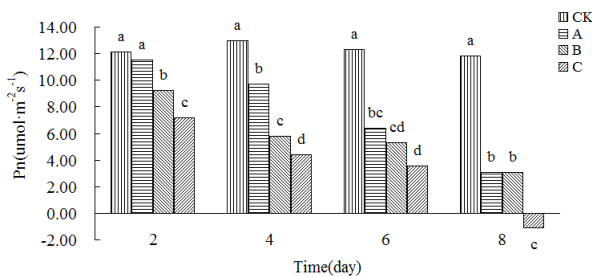 14.00
12.00
10.00
8.00
6.00
4.00
2.00
0.00
-2.00
Pn(umol·m⁻²s⁻¹)
a a b c
a b c d
a bc cd d
a b b c
2 4 6 8
Time(day)
CK
A
B
C